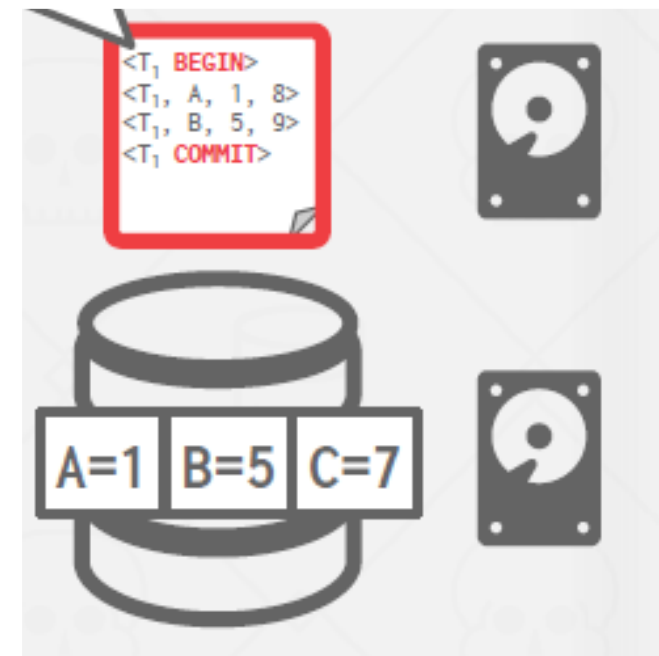 <T₁ BEGIN>
<T₁, A, 1, 8>
<T₁, B, 5, 9>
<T₁ COMMIT>
A=1 B=5 C=7